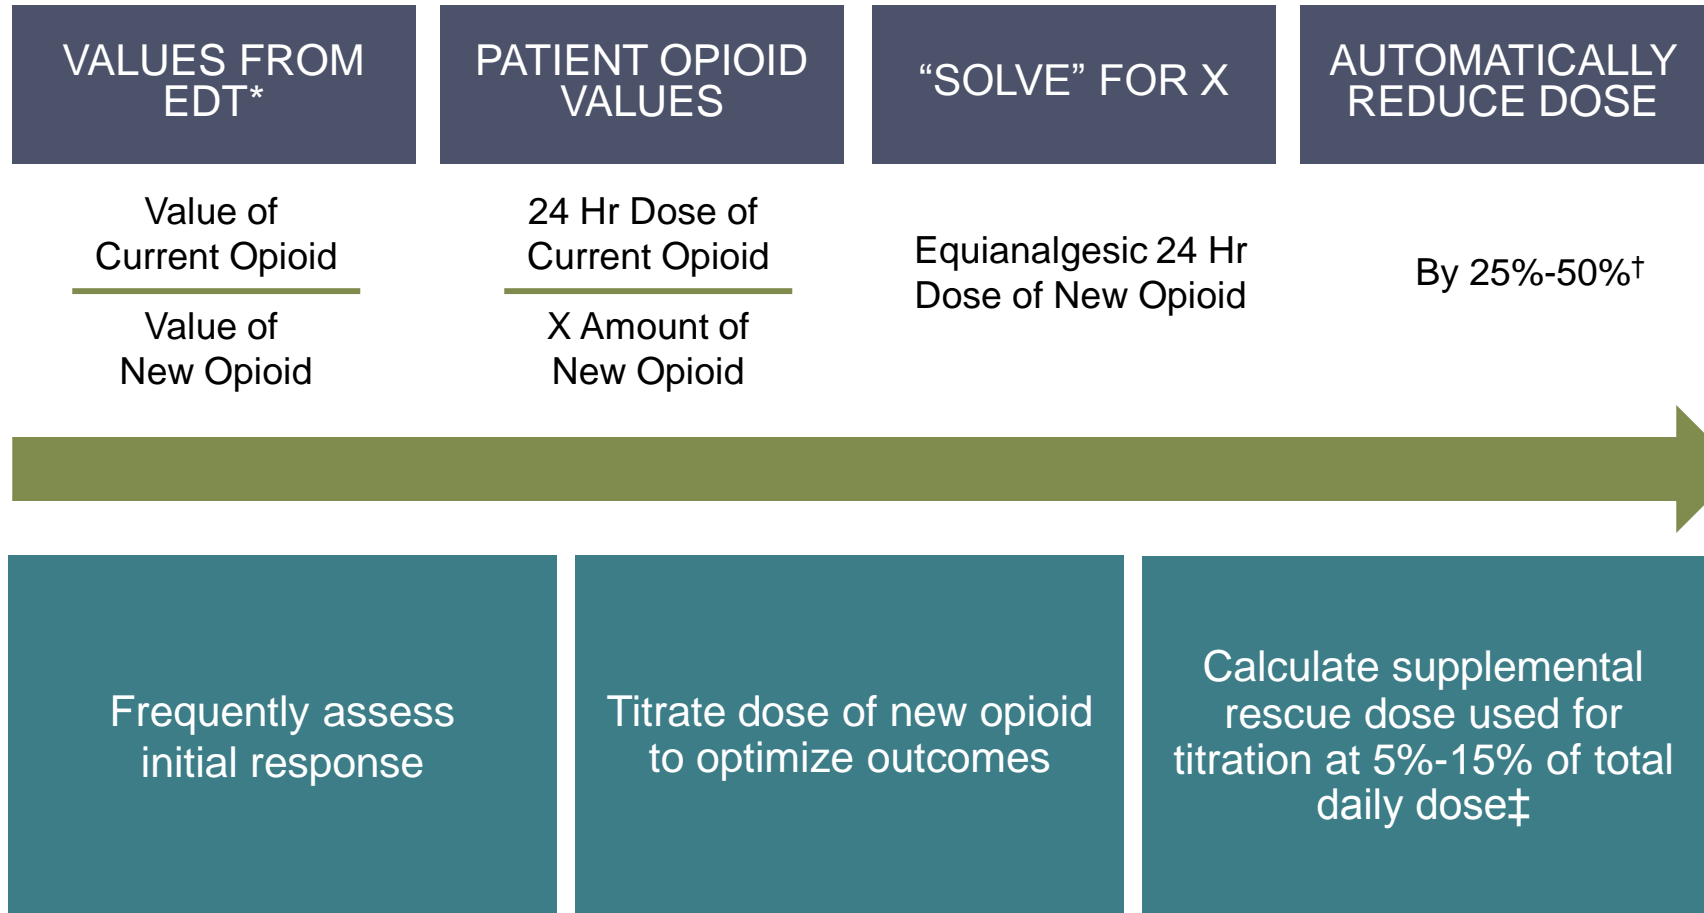 VALUES FROM
EDT*
PATIENT OPIOID
VALUES
“SOLVE” FOR X
AUTOMATICALLY
REDUCE DOSE
Value of
Current Opioid
Value of
New Opioid
24 Hr Dose of
Current Opioid
X Amount of
New Opioid
Equianalgesic 24 Hr
Dose of New Opioid
By 25%-50%†
Frequently assess
initial response
Titrate dose of new opioid
to optimize outcomes
Calculate supplemental
rescue dose used for
titration at 5%-15% of total
daily dose‡